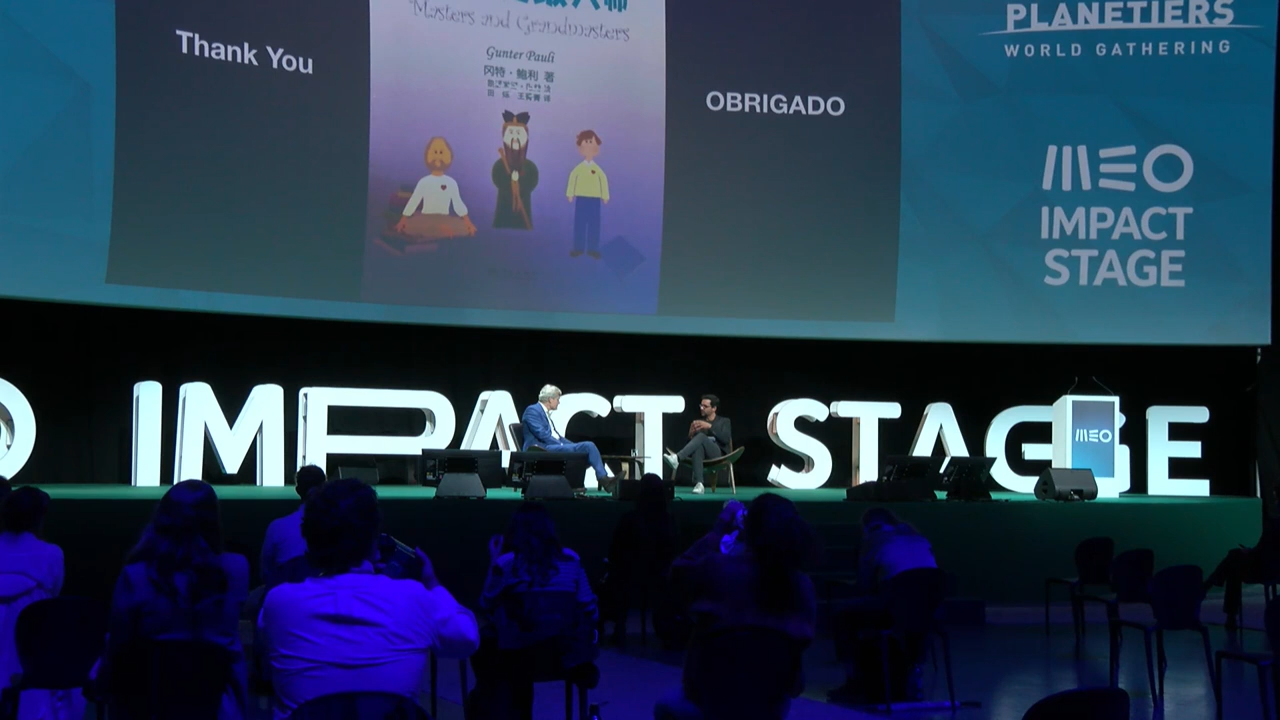 Thank You
Masters and Grandmasters
Gunter Pauli
冈特·鲍利 著
OBRIGADO
PLANETIERS
WORLD GATHERING
MEO
IMPACT
STAGE
O IMPACT STAGE
MEO